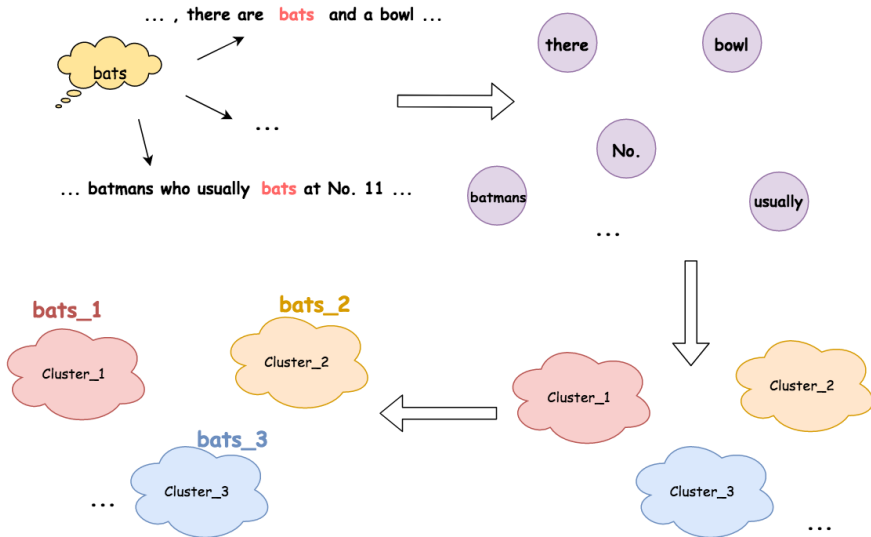 ... , there are bats and a bowl ...
bats
...
... batmans who usually bats at No. 11 ...
there
bowl
No.
batmans
usually
...
bats_1
bats_2
Cluster_1
Cluster_2
bats_3
Cluster_3
...
Cluster_1
Cluster_2
Cluster_3
...